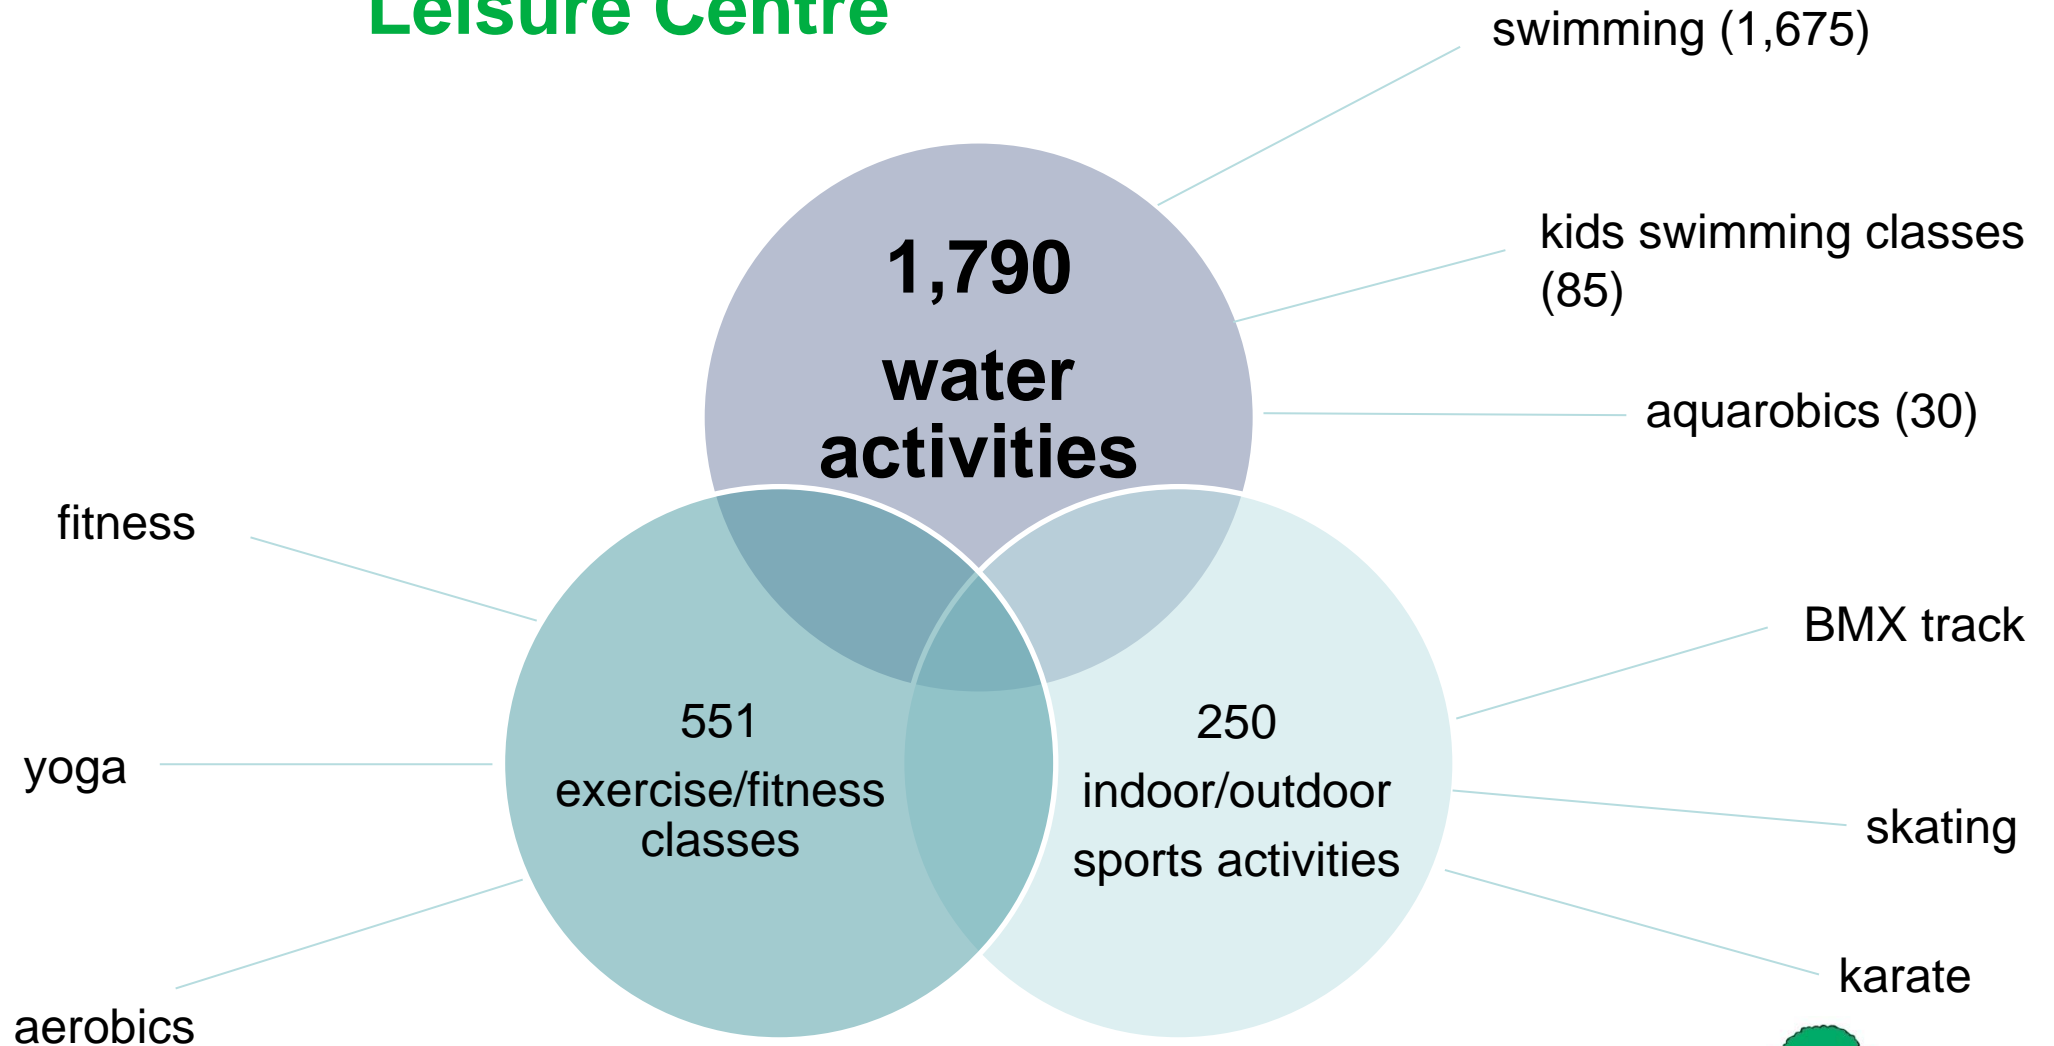 Leisure Centre
swimming (1,675)
kids swimming classes
(85)
aquarobics (30)
1,790
water
activities
fitness
yoga
aerobics
551
exercise/fitness
classes
250
indoor/outdoor
sports activities
BMX track
skating
karate